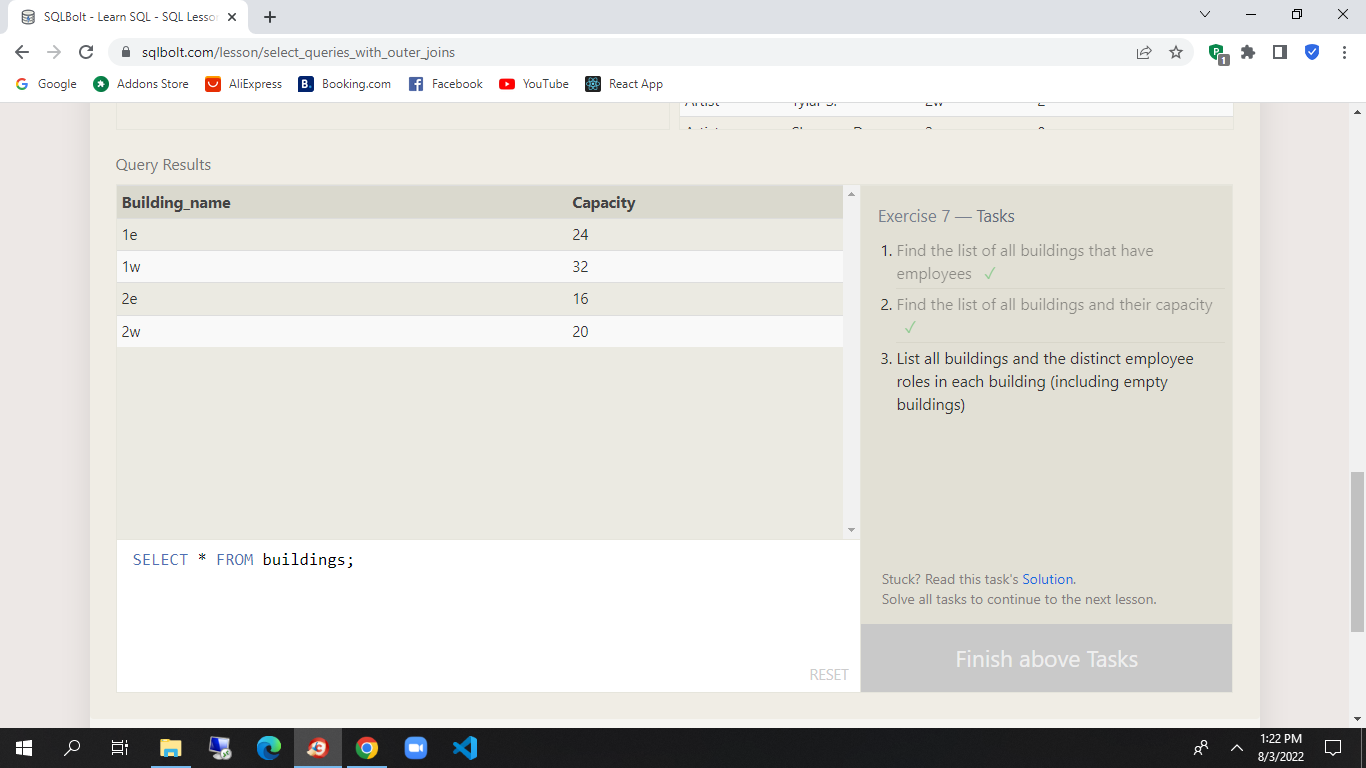 SQLBolt - Learn SQL - SQL Lesso
sqlbolt.com/lesson/select_queries_with_outer_joins
1
Google Addons Store AliExpress Booking.com Facebook YouTube React App
Query Results
Building_name Capacity
1e 24
1w 32
2e 16
2w 20
SELECT * FROM buildings;
RESET
Exercise 7 — Tasks
1. Find the list of all buildings that have
employees ✓
2. Find the list of all buildings and their capacity
✓
3. List all buildings and the distinct employee
roles in each building (including empty
buildings)
Stuck? Read this task's Solution.
Solve all tasks to continue to the next lesson.
Finish above Tasks
1:22 PM
8/3/2022